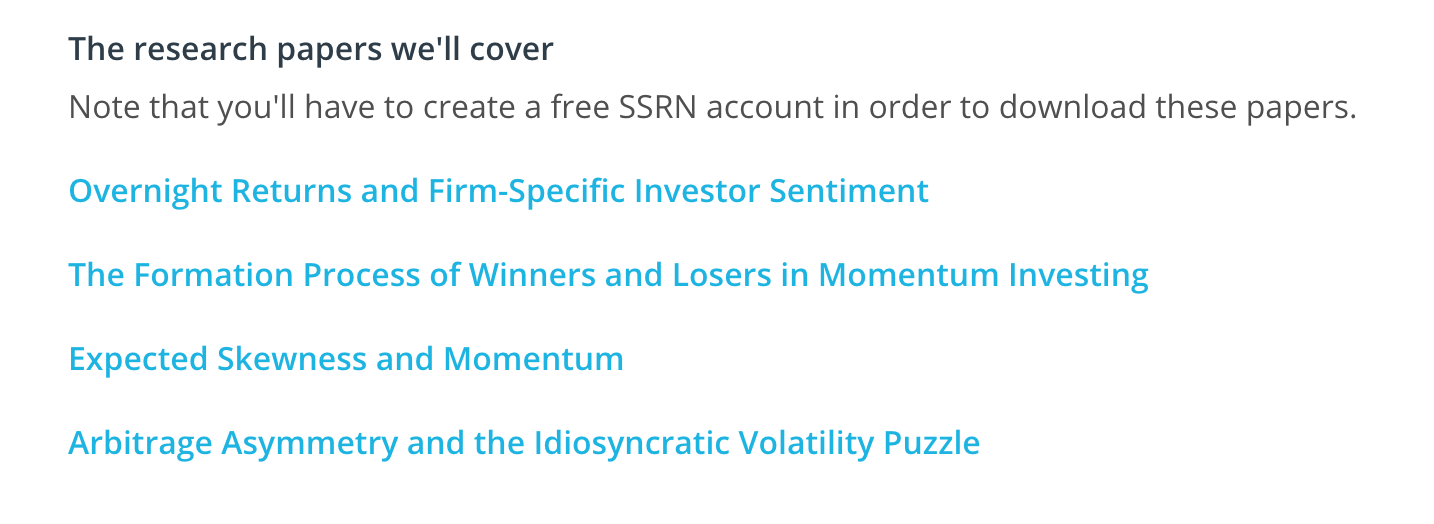 The research papers we'll cover
Note that you'll have to create a free SSRN account in order to download these papers.
Overnight Returns and Firm-Specific Investor Sentiment
The Formation Process of Winners and Losers in Momentum Investing
Expected Skewness and Momentum
Arbitrage Asymmetry and the Idiosyncratic Volatility Puzzle